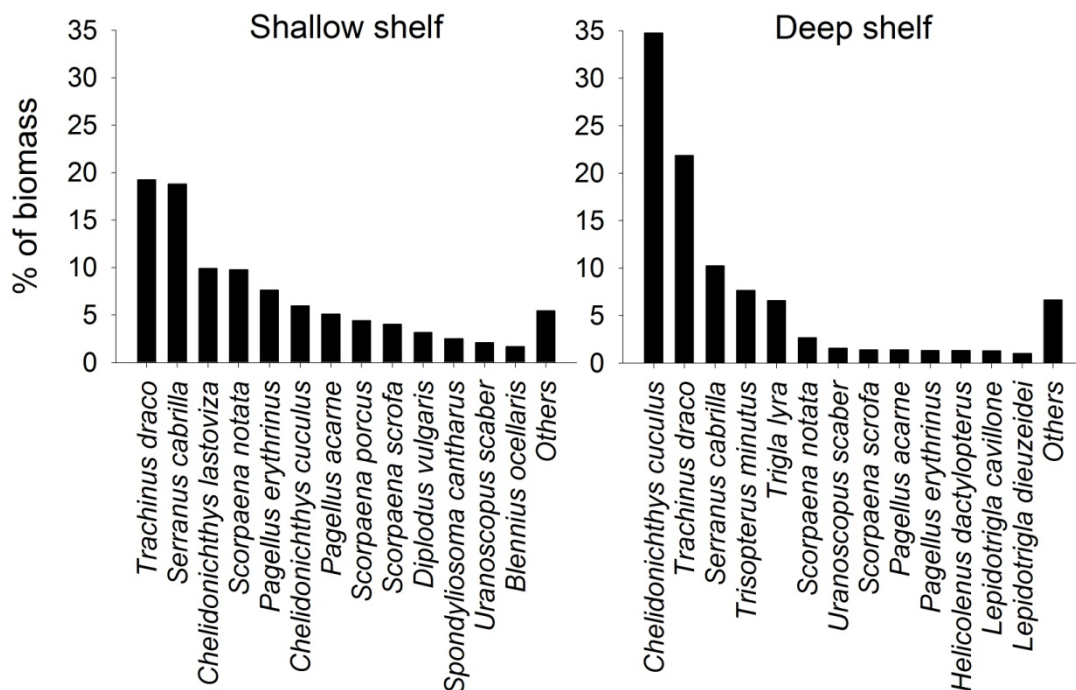 Shallow shelf
% of biomass
35
30
25
20
15
10
5
0
Trachinus draco
Serranus cabrilla
Chelidonichthys lastoviza
Scorpaena notata
Pagellus erythrinus
Chelidonichthys cuculus
Pagellus acarne
Scorpaena porcus
Scorpaena scrofa
Diplodus vulgaris
Spondyliosoma cantharus
Uranoscopus scaber
Blennius ocellaris
Others
Deep shelf
35
30
25
20
15
10
5
0
Chelidonichthy cuculus
Trachinus draco
Serranus cabrilla
Trisopterus minutus
Trigla lyra
Scorpaena notata
Uranoscopus scaber
Scorpaena scrofa
Pagellus acarne
Pagellus erythrinus
Helicolenus dactylopterus
Lepidotrigla cavillone
Lepidotrigla dieuzeidei
Others